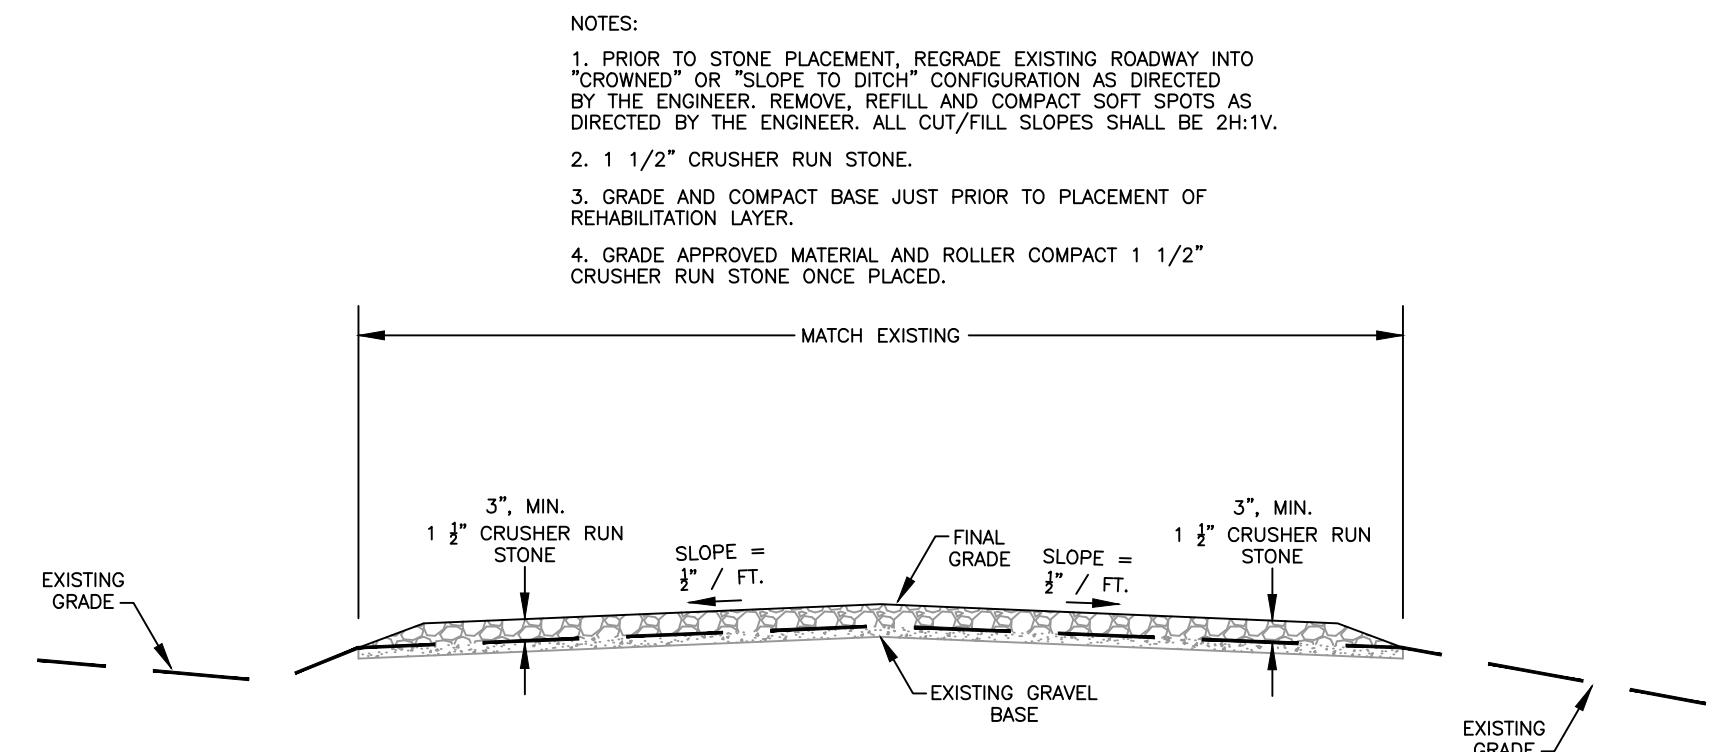 NOTES:
1. PRIOR TO STONE PLACEMENT, REGRADE EXISTING ROADWAY INTO
"CROWNED" OR "SLOPE TO DITCH" CONFIGURATION AS DIRECTED
BY THE ENGINEER. REMOVE, REFILL AND COMPACT SOFT SPOTS AS
DIRECTED BY THE ENGINEER. ALL CUT/FILL SLOPES SHALL BE 2H:1V.
2. 1 1/2" CRUSHER RUN STONE.
3. GRADE AND COMPACT BASE JUST PRIOR TO PLACEMENT OF
REHABILITATION LAYER.
4. GRADE APPROVED MATERIAL AND ROLLER COMPACT 1 1/2"
CRUSHER RUN STONE ONCE PLACED.
MATCH EXISTING
3", MIN.
1 1/2" CRUSHER RUN
STONE
3", MIN.
1 1/2" CRUSHER RUN
STONE
SLOPE =
1/2" / FT.
FINAL
GRADE
SLOPE =
1/2" / FT.
EXISTING
GRADE
EXISTING GRAVEL
BASE
EXISTING
GRADE